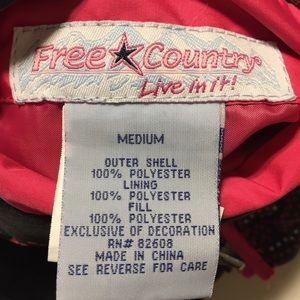 Free★Country®
Live in it!
MEDIUM
OUTER SHELL
100% POLYESTER
LINING
100% POLYESTER
FILL
100% POLYESTER
EXCLUSIVE OF DECORATION
RN# 82608
MADE IN CHINA
SEE REVERSE FOR CARE